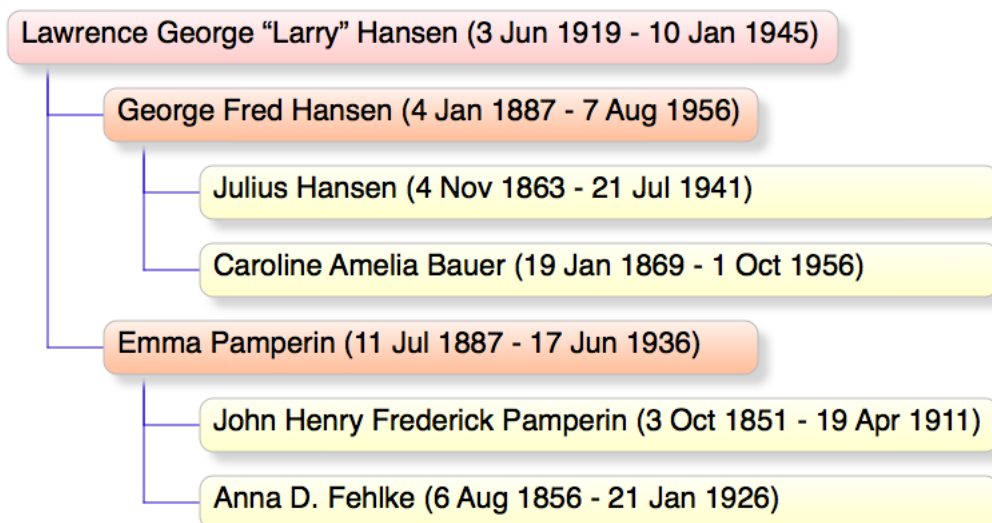 Lawrence George “Larry” Hansen (3 Jun 1919 - 10 Jan 1945)
George Fred Hansen (4 Jan 1887 - 7 Aug 1956)
Julius Hansen (4 Nov 1863 - 21 Jul 1941)
Caroline Amelia Bauer (19 Jan 1869 - 1 Oct 1956)
Emma Pamperin (11 Jul 1887 - 17 Jun 1936)
John Henry Frederick Pamperin (3 Oct 1851 - 19 Apr 1911)
Anna D. Fehlke (6 Aug 1856 - 21 Jan 1926)